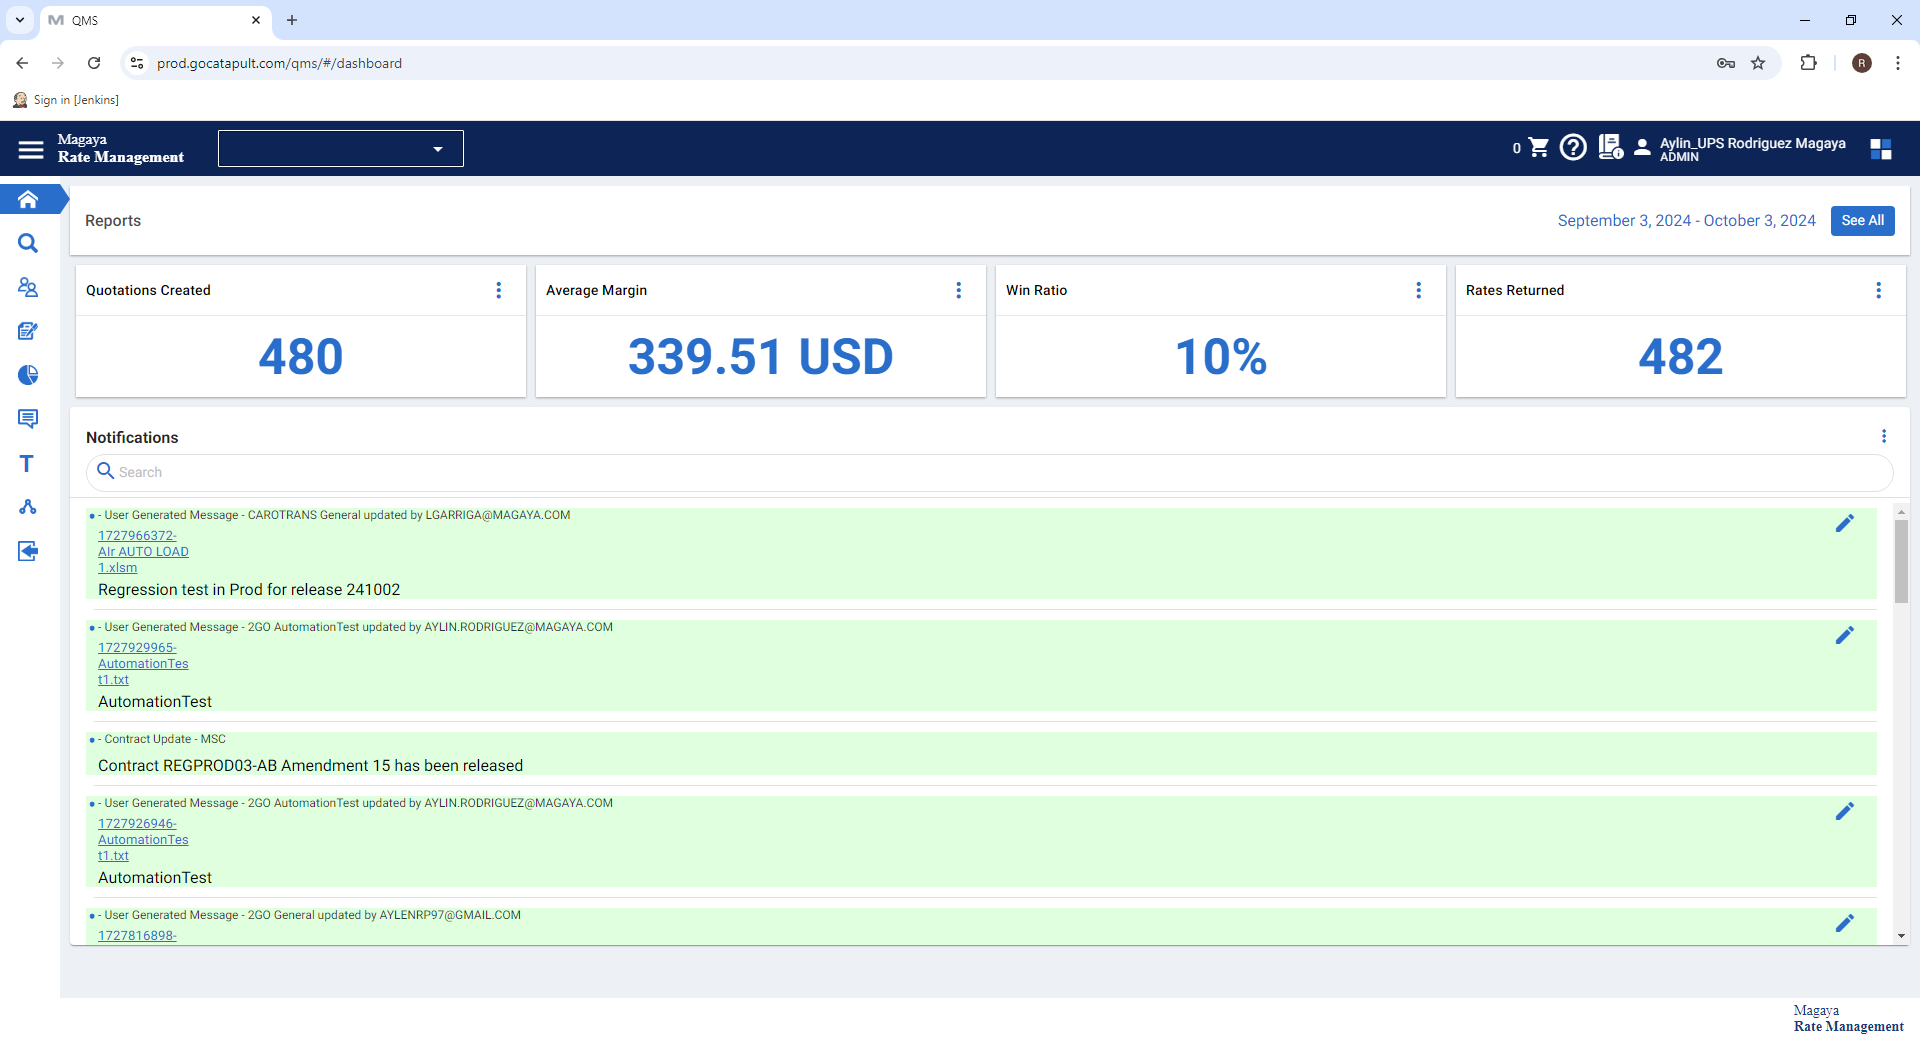 QMS
prod.gocatapult.com/qms/#/dashboard
R
Sign in [Jenkins]
Magaya
Rate Management
0
Aylin_UPS Rodriguez Magaya
ADMIN
Reports
September 3, 2024 - October 3, 2024
See All
Quotations Created
480
Average Margin
339.51 USD
Win Ratio
10%
Rates Returned
482
Notifications
Search
- User Generated Message - CAROTRANS General updated by LGARRIGA@MAGAYA.COM
1727966372-
AIr AUTO LOAD
1.xlsm
Regression test in Prod for release 241002
- User Generated Message - 2GO AutomationTest updated by AYLIN.RODRIGUEZ@MAGAYA.COM
1727929965-
AutomationTes
t1.txt
AutomationTest
- Contract Update - MSC
Contract REGPROD03-AB Amendment 15 has been released
- User Generated Message - 2GO AutomationTest updated by AYLIN.RODRIGUEZ@MAGAYA.COM
1727926946-
AutomationTes
t1.txt
AutomationTest
- User Generated Message - 2GO General updated by AYLENRP97@GMAIL.COM
1727816898-
Magaya
Rate Management